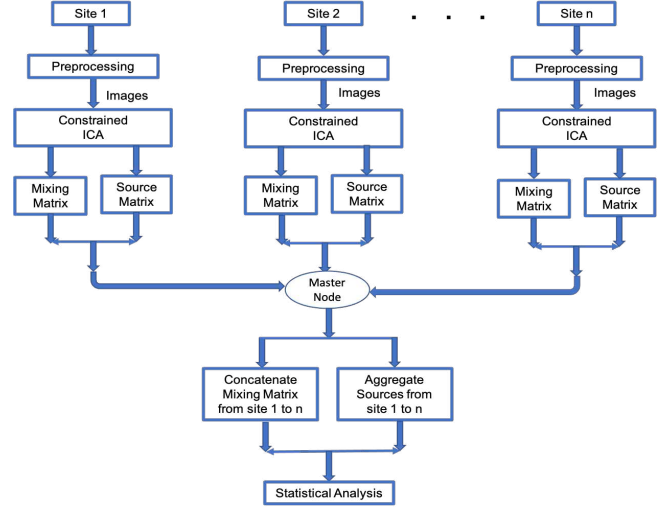 Site 1
Site 2
. . .
Site n
Preprocessing
Preprocessing
Preprocessing
Images
Images
Images
Constrained
ICA
Constrained
ICA
Constrained
ICA
Mixing
Matrix
Source
Matrix
Mixing
Matrix
Source
Matrix
Mixing
Matrix
Source
Matrix
Master
Node
Concatenate
Mixing Matrix
from site 1 to n
Aggregate
Sources from
site 1 to n
Statistical Analysis